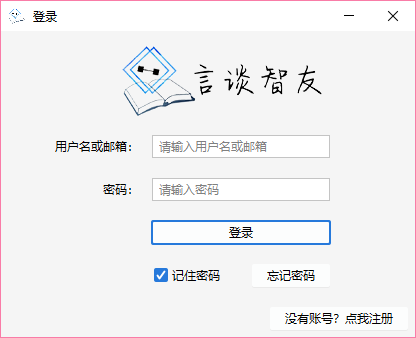 登录
言谈智友
用户名或邮箱：
请输入用户名或邮箱
密码：
请输入密码
登录
记住密码 忘记密码
没有账号？点我注册